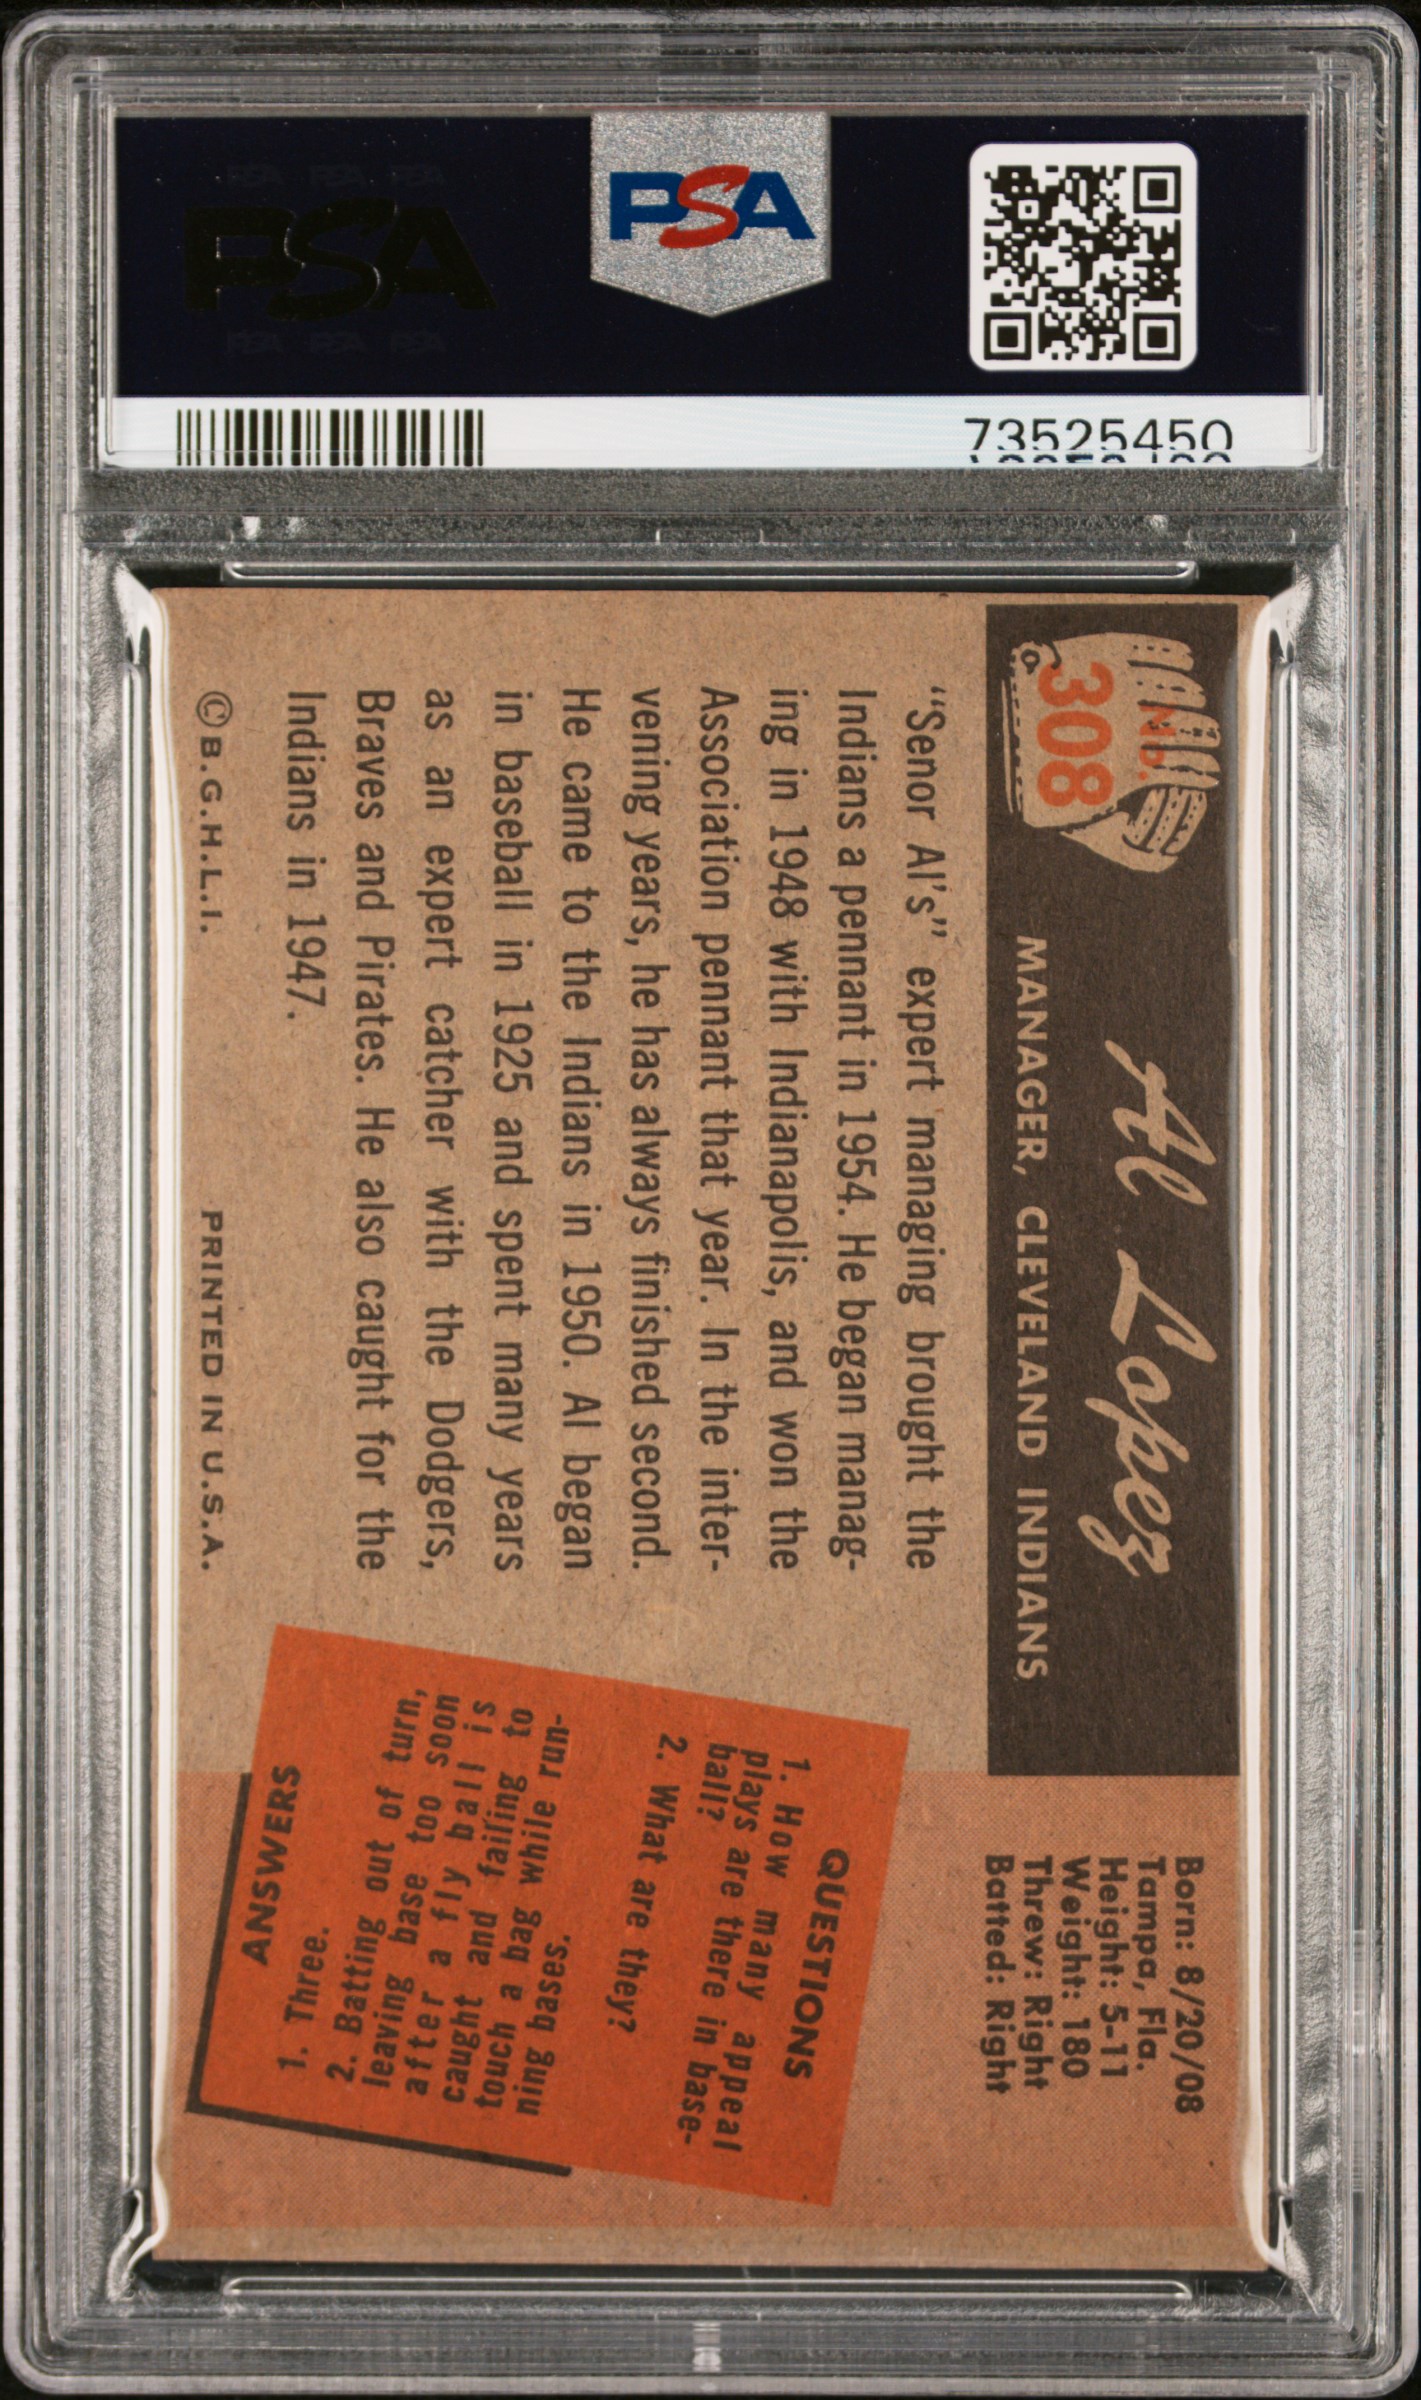 PSA PSA PSA
PSA
PSA PSA PSA
PSA
73525450
No.
308
Al Lopez
MANAGER, CLEVELAND INDIANS
Born: 8/20/08
Tampa, Fla.
Height: 5-11
Weight: 180
Threw: Right
Batted: Right
"Senor Al's" expert managing brought the
Indians a pennant in 1954. He began manag-
ing in 1948 with Indianapolis, and won the
Association pennant that year. In the inter-
vening years, he has always finished second.
He came to the Indians in 1950. Al began
in baseball in 1925 and spent many years
as an expert catcher with the Dodgers,
Braves and Pirates. He also caught for the
Indians in 1947.
©B.G.H.L.I.
PRINTED IN U.S.A.
QUESTIONS
1. How many appeal
plays are there in base-
ball?
2. What are they?
ANSWERS
1. Three.
2. Batting out of turn,
leaving base too soon
after a fly ball is
caught and failing to
touch a bag while run-
ning bases.